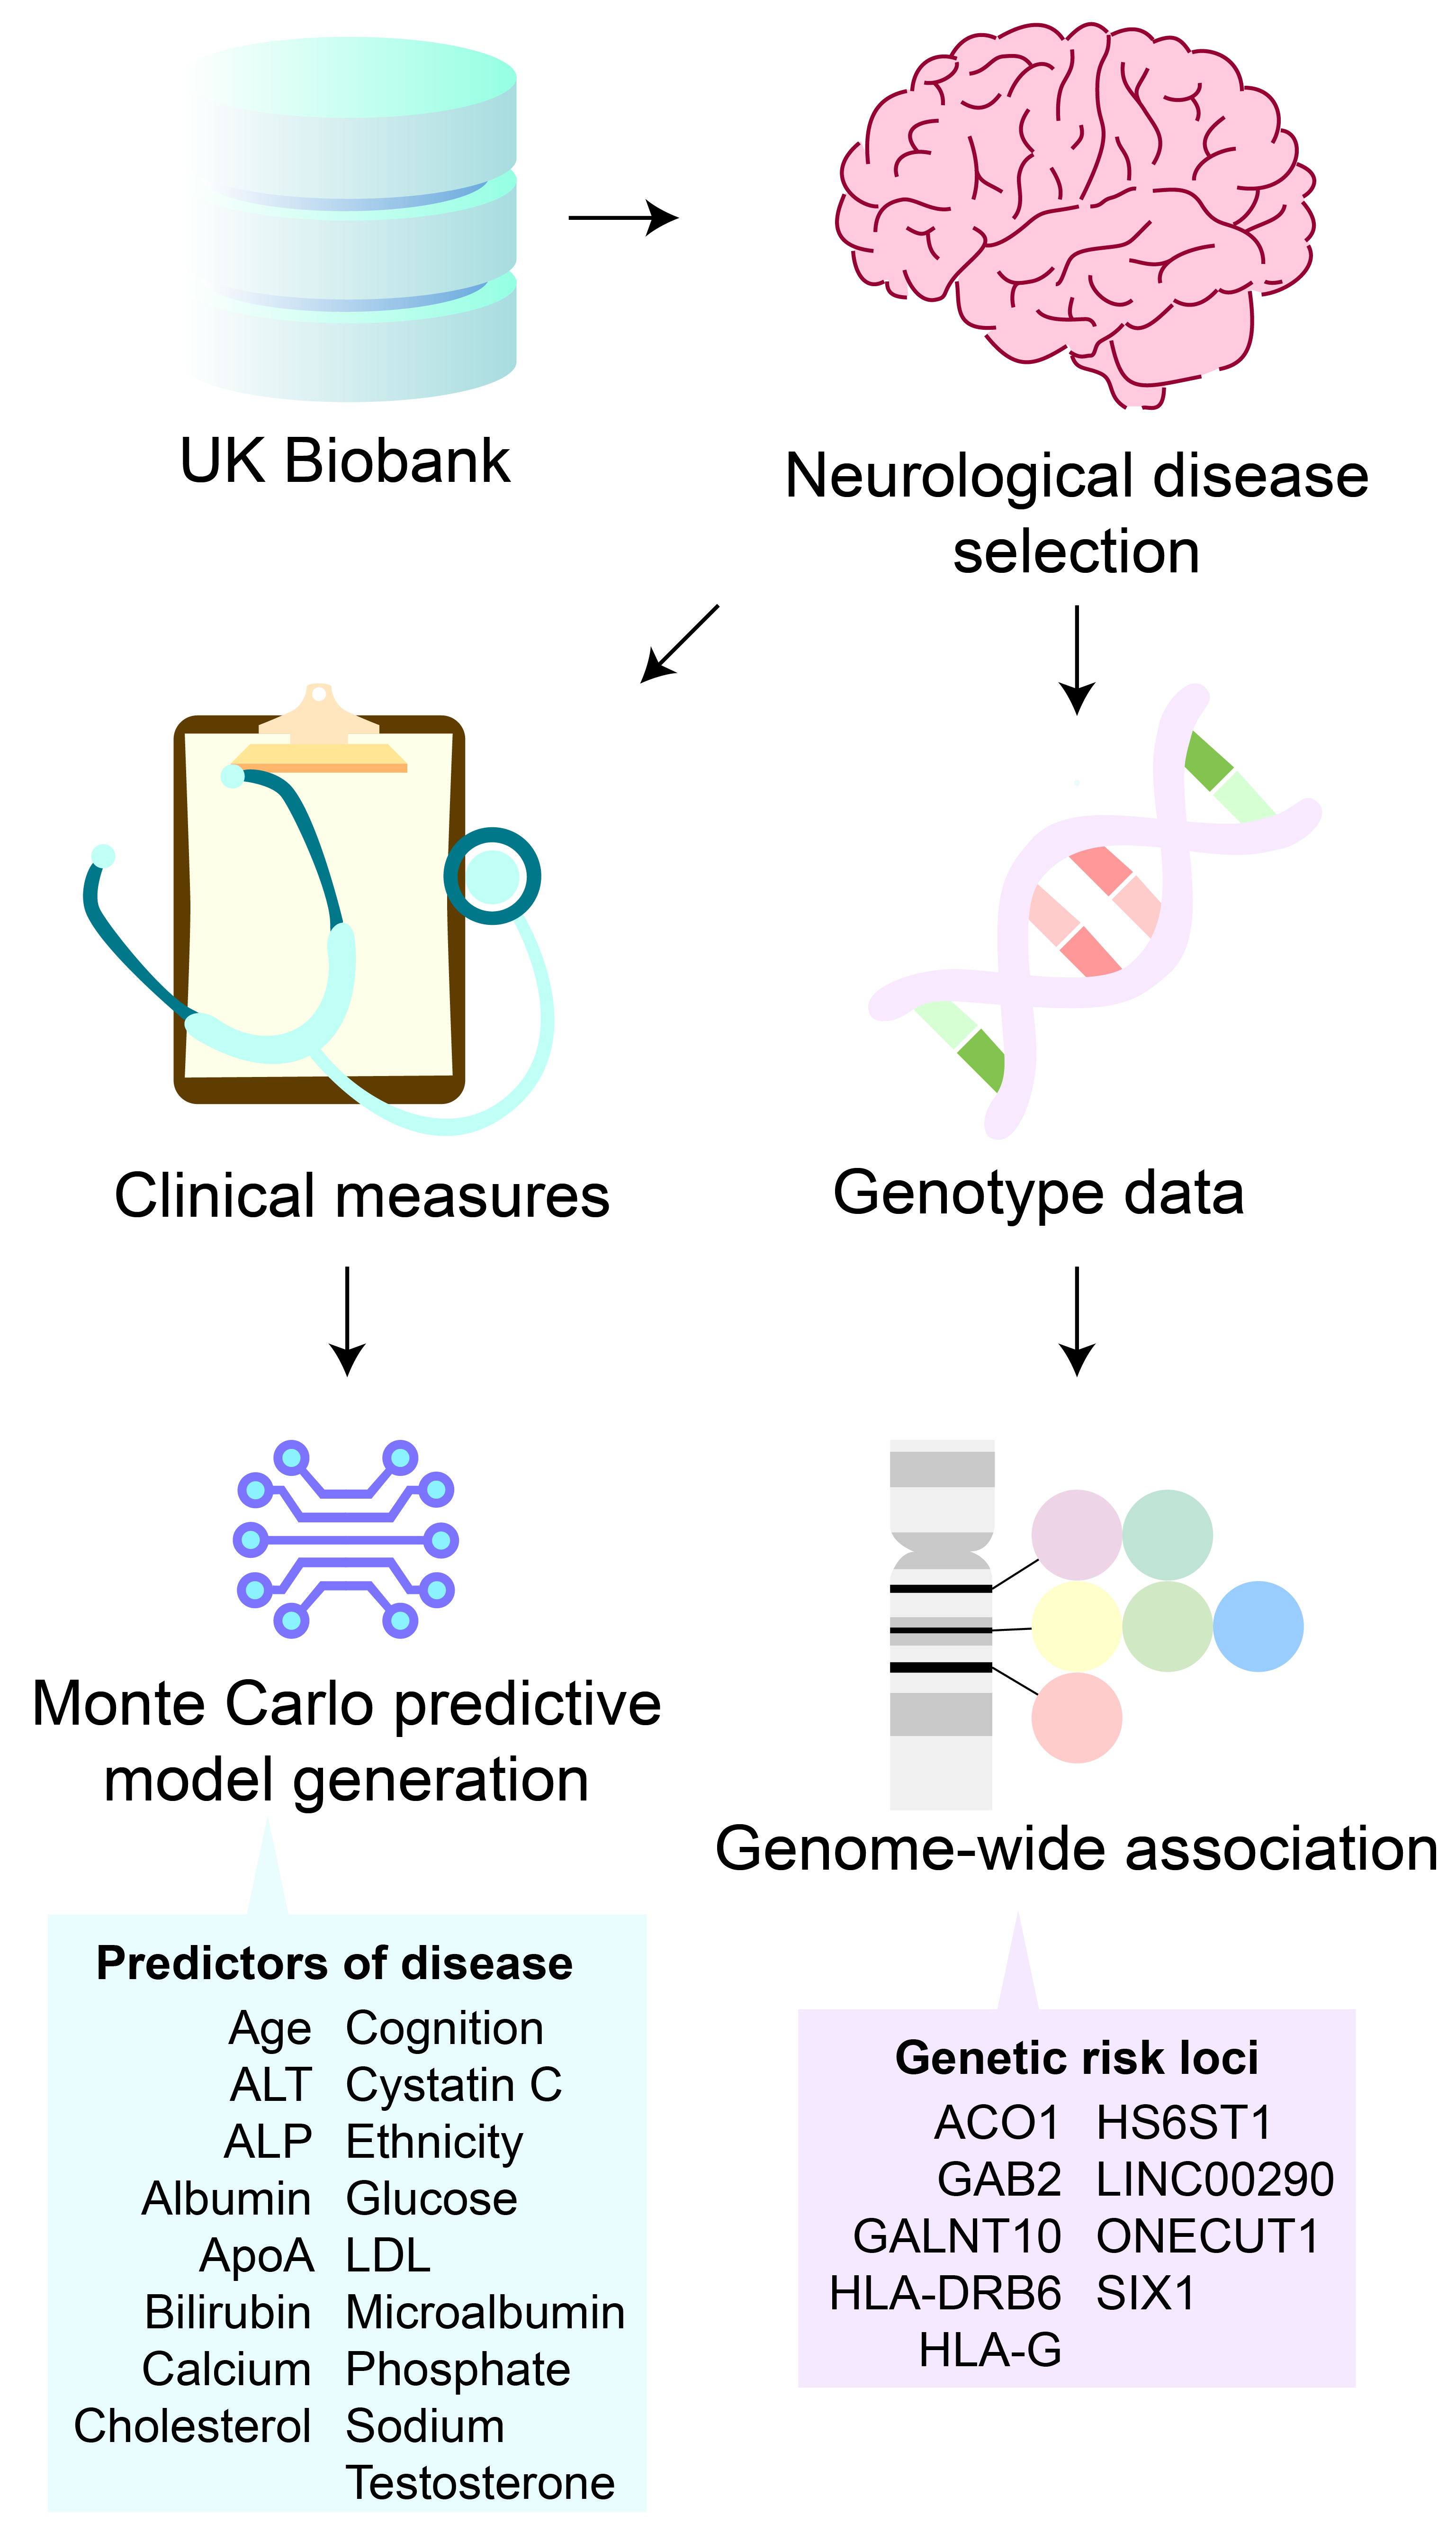 UK Biobank
Neurological disease
selection
Clinical measures
Genotype data
Monte Carlo predictive
model generation
Genome-wide association
Predictors of disease
Age Cognition
ALT Cystatin C
ALP Ethnicity
Albumin Glucose
ApoA LDL
Bilirubin Microalbumin
Calcium Phosphate
Cholesterol Sodium
Testosterone
Genetic risk loci
ACO1 HS6ST1
GAB2 LINC00290
GALNT10 ONECUT1
HLA-DRB6 SIX1
HLA-G